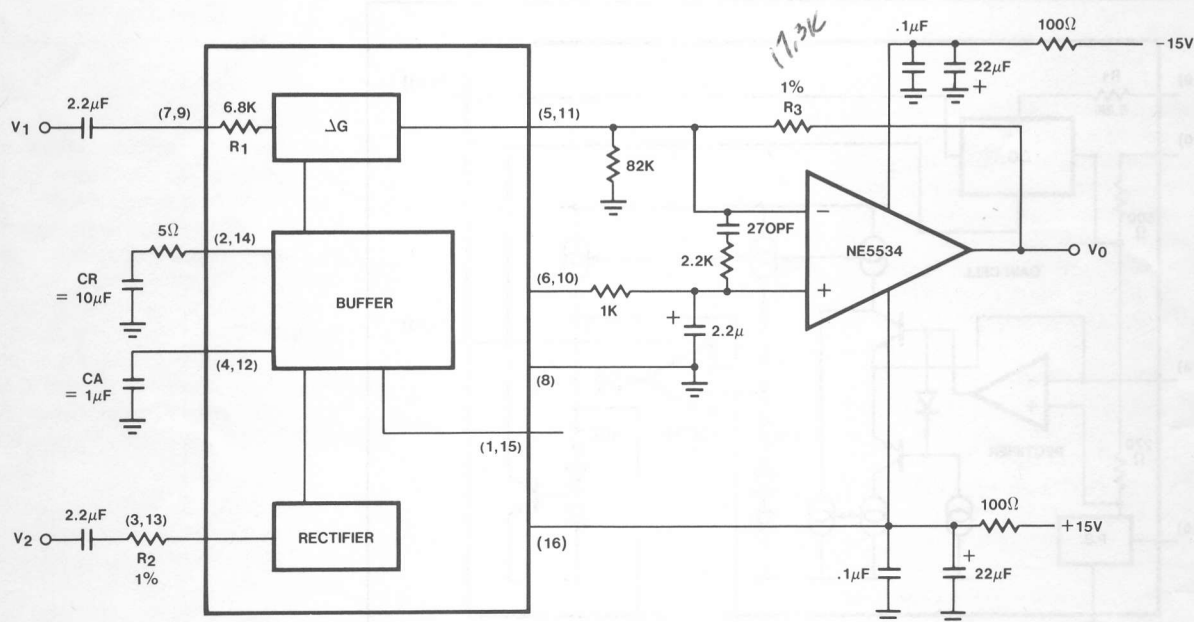 17.3K
.1μF
100Ω
-15V
22μF
+
2.2μF
V1
(7,9)
6.8K
R1
ΔG
(5,11)
1%
R3
82K
270PF
2.2K
NE5534
-
+
VO
5Ω
(2,14)
CR
= 10μF
BUFFER
(6,10)
1K
+
2.2μ
(4,12)
CA
= 1μF
(8)
(1,15)
2.2μF
(3,13)
V2
R2
1%
RECTIFIER
(16)
100Ω
+15V
.1μF
+
22μF